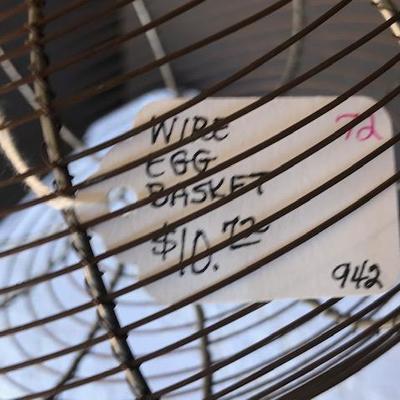 WIRE 72
EGG
BASKET
$10.72
942